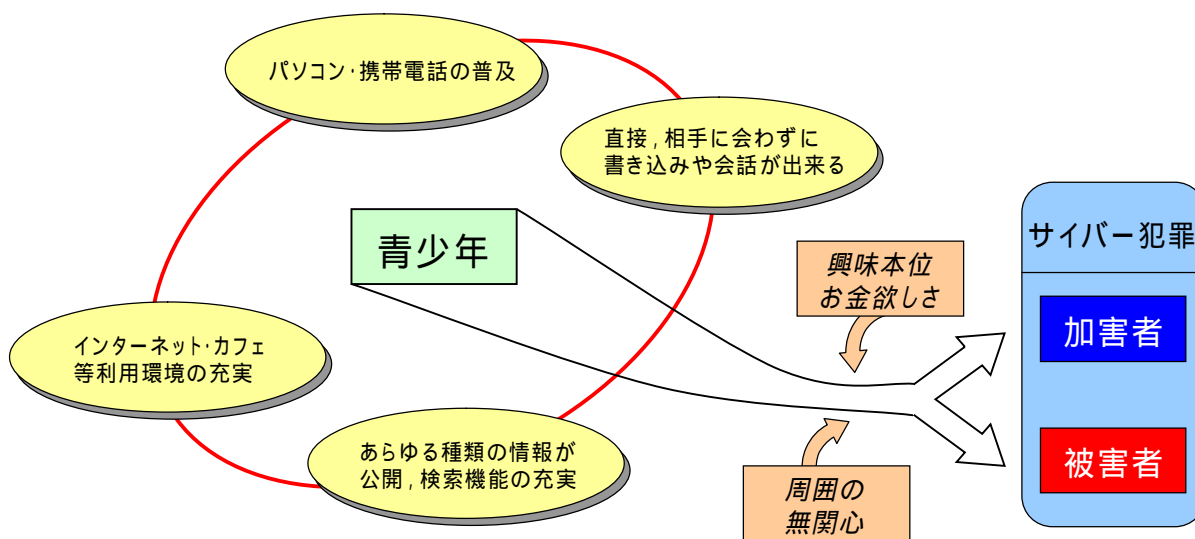 パソコン・携帯電話の普及
直接,相手に会わずに
書き込みや会話が出来る
青少年
サイバー犯罪
興味本位
お金欲しさ
加害者
インターネット・カフェ
等利用環境の充実
あらゆる種類の情報が
公開,検索機能の充実
被害者
周囲の
無関心